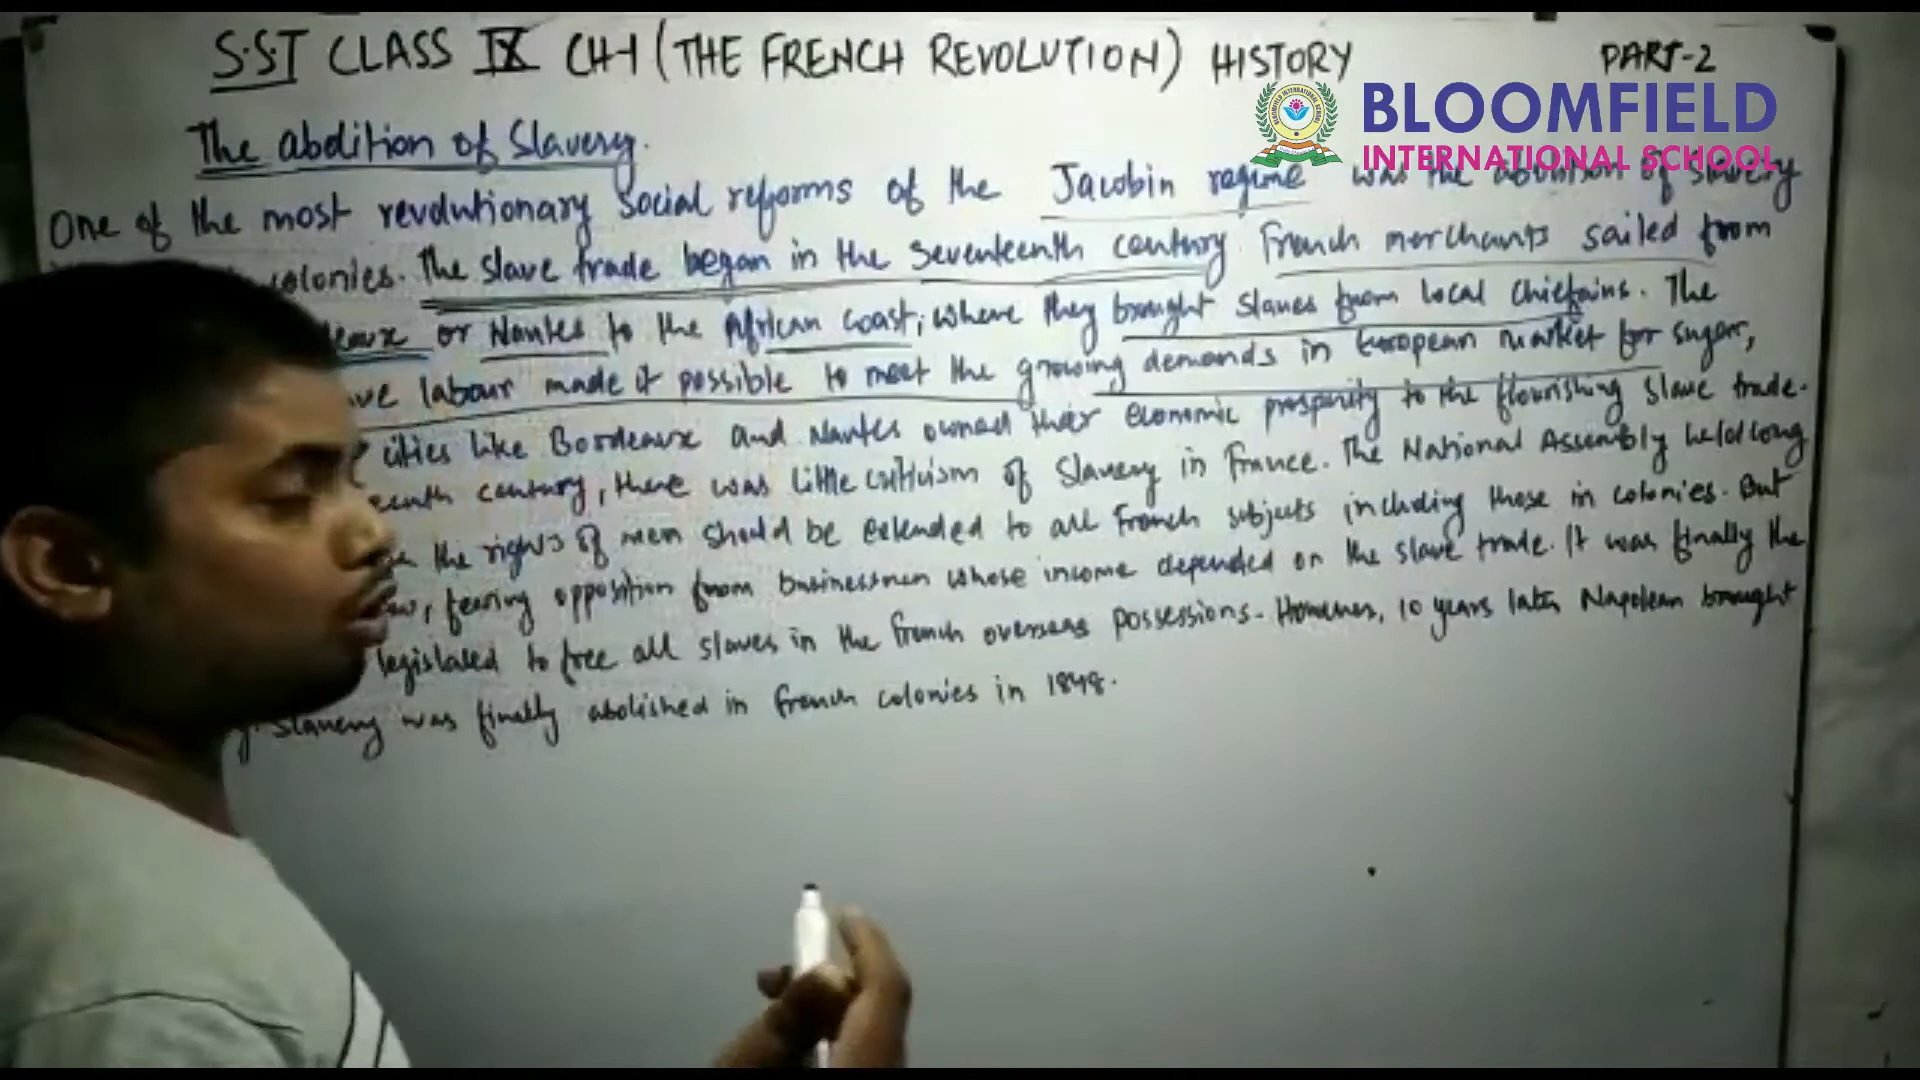 S.S.T CLASS IX CH-1 (THE FRENCH REVOLUTION) HISTORY PART-2
BLOOMFIELD
INTERNATIONAL SCHOOL
The abolition of Slavery.
One of the most revolutionary social reforms of the Jacobin regime was the abolition of slavery
colonies. The slave trade began in the seventeenth century. French merchants sailed from
or Nantes to the African coast, where they brought slaves from local chieftains. The
labour made it possible to meet the growing demands in European market for sugar,
cities like Bordeaux and Nantes owned their economic prosperity to the flourishing slave trade.
century, there was little criticism of Slavery in France. The National Assembly held long
the rights of men should be extended to all French subjects including those in colonies. But
fearing opposition from businessmen whose income depended on the slave trade. It was finally the
legislated to free all slaves in the French overseas possessions. However, 10 years later Napolean brought
slavery was finally abolished in French colonies in 1848.